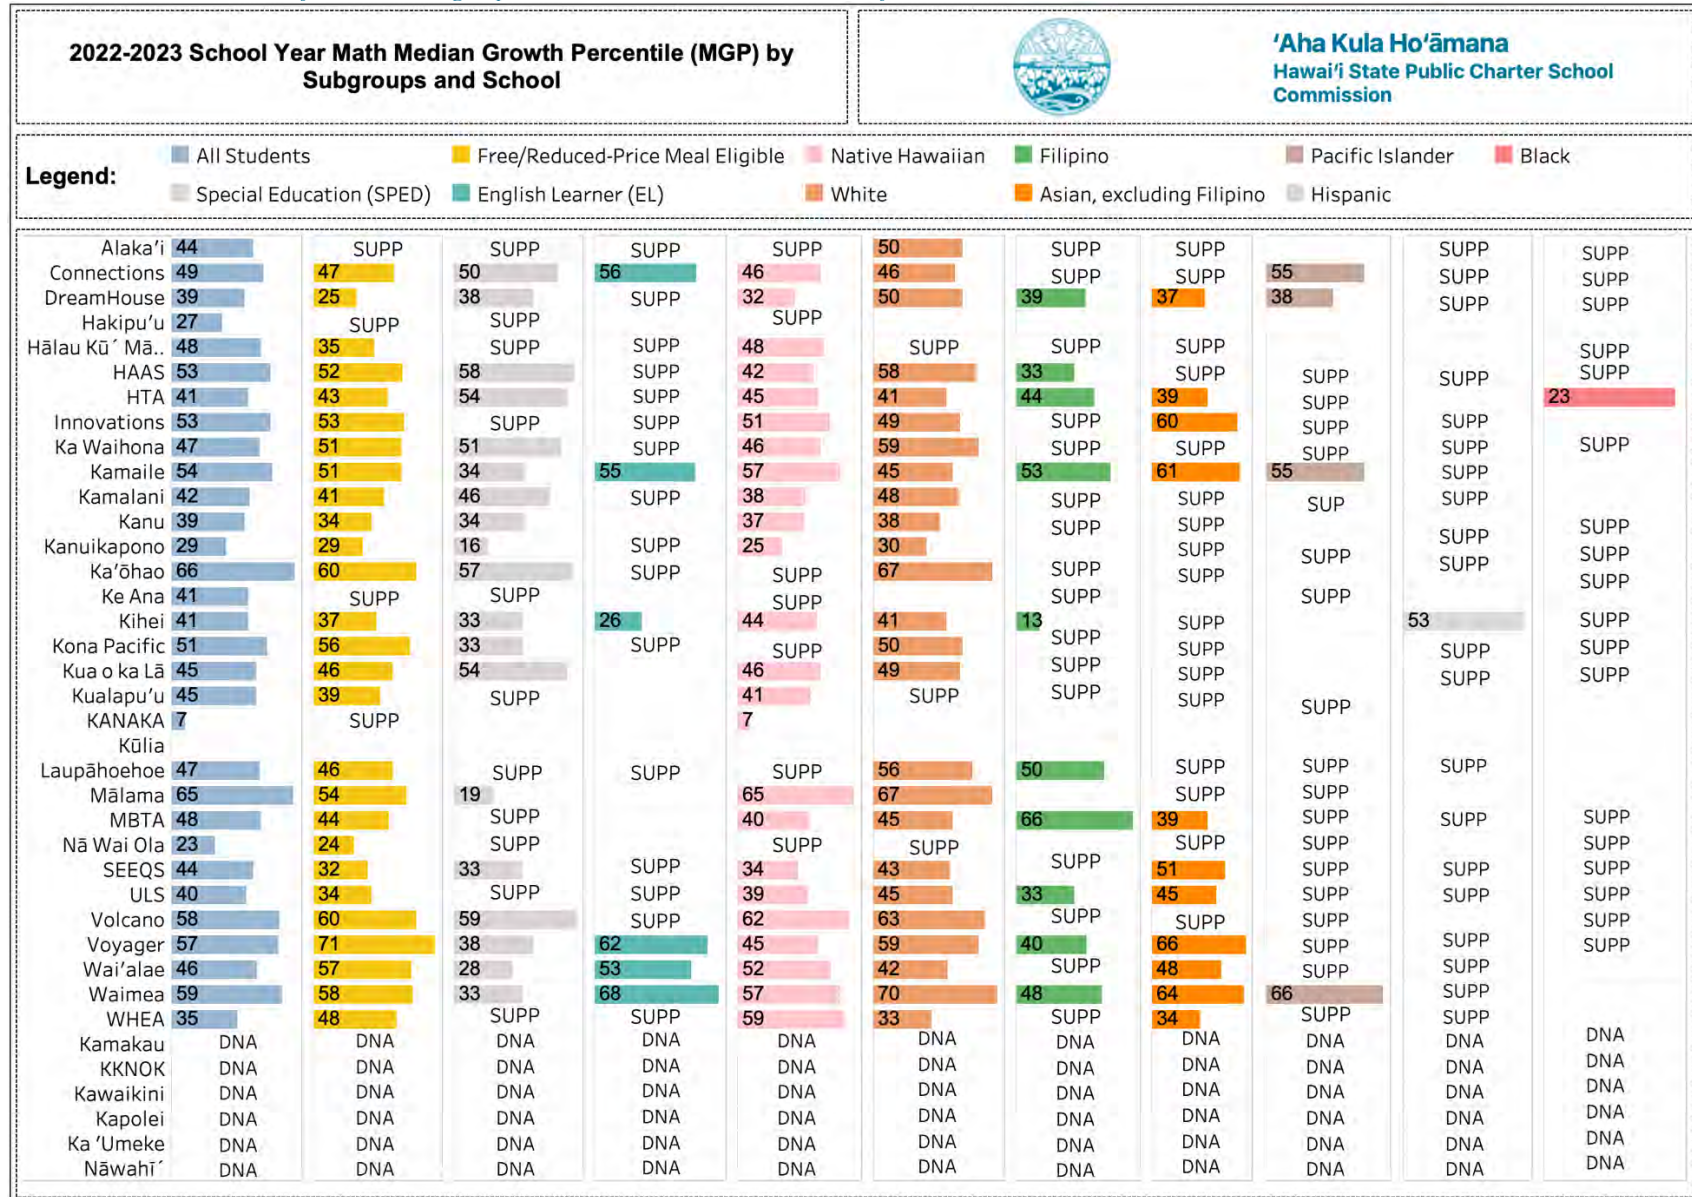 2022-2023 School Year Math Median Growth Percentile (MGP) by
Subgroups and School
ʻAha Kula Hoʻāmana
Hawaiʻi State Public Charter School
Commission
Legend:
All Students Free/Reduced-Price Meal Eligible Native Hawaiian Filipino Pacific Islander Black
Special Education (SPED) English Learner (EL) White Asian, excluding Filipino Hispanic
Alaka'i 44 SUPP SUPP SUPP SUPP 50 SUPP SUPP SUPP SUPP
Connections 49 47 50 56 46 46 SUPP SUPP 55 SUPP SUPP
DreamHouse 39 25 38 SUPP 32 50 39 37 38 SUPP SUPP
Hakipu'u 27 SUPP SUPP SUPP
Hālau Kū´ Mā.. 48 35 SUPP SUPP 48 SUPP SUPP SUPP SUPP
HAAS 53 52 58 SUPP 42 58 33 SUPP SUPP SUPP SUPP
HTA 41 43 54 SUPP 45 41 44 39 SUPP 23
Innovations 53 53 SUPP SUPP 51 49 SUPP 60 SUPP SUPP
Ka Waihona 47 51 51 SUPP 46 59 SUPP SUPP SUPP SUPP SUPP
Kamaile 54 51 34 55 57 45 53 61 55 SUPP
Kamalani 42 41 46 SUPP 38 48 SUPP SUPP SUP SUPP
Kanu 39 34 34 37 38 SUPP SUPP SUPP SUPP
Kanuikapono 29 29 16 SUPP 25 30 SUPP SUPP SUPP SUPP
Ka'ōhao 66 60 57 SUPP SUPP 67 SUPP SUPP SUPP SUPP
Ke Ana 41 SUPP SUPP SUPP SUPP SUPP
Kihei 41 37 33 26 44 41 13 SUPP 53 SUPP
Kona Pacific 51 56 33 SUPP SUPP 50 SUPP SUPP SUPP SUPP
Kua o ka Lā 45 46 54 46 49 SUPP SUPP SUPP SUPP
Kualapu'u 45 39 SUPP 41 SUPP SUPP SUPP SUPP
KANAKA 7 SUPP 7
Kūlia
Laupāhoehoe 47 46 SUPP SUPP SUPP 56 50 SUPP SUPP SUPP
Mālama 65 54 19 65 67 SUPP SUPP
MBTA 48 44 SUPP 40 45 66 39 SUPP SUPP SUPP
Nā Wai Ola 23 24 SUPP SUPP SUPP SUPP SUPP SUPP
SEEQS 44 32 33 SUPP 34 43 SUPP 51 SUPP SUPP SUPP
ULS 40 34 SUPP SUPP 39 45 33 45 SUPP SUPP SUPP
Volcano 58 60 59 SUPP 62 63 SUPP SUPP SUPP SUPP
Voyager 57 71 38 62 45 59 40 66 SUPP SUPP SUPP
Wai'alae 46 57 28 53 52 42 SUPP 48 SUPP SUPP
Waimea 59 58 33 68 57 70 48 64 66 SUPP
WHEA 35 48 SUPP SUPP 59 33 SUPP 34 SUPP SUPP
Kamakau DNA DNA DNA DNA DNA DNA DNA DNA DNA DNA DNA
KKNOK DNA DNA DNA DNA DNA DNA DNA DNA DNA DNA DNA
Kawaikini DNA DNA DNA DNA DNA DNA DNA DNA DNA DNA DNA
Kapolei DNA DNA DNA DNA DNA DNA DNA DNA DNA DNA DNA
Ka 'Umeke DNA DNA DNA DNA DNA DNA DNA DNA DNA DNA DNA
Nāwahī´ DNA DNA DNA DNA DNA DNA DNA DNA DNA DNA DNA